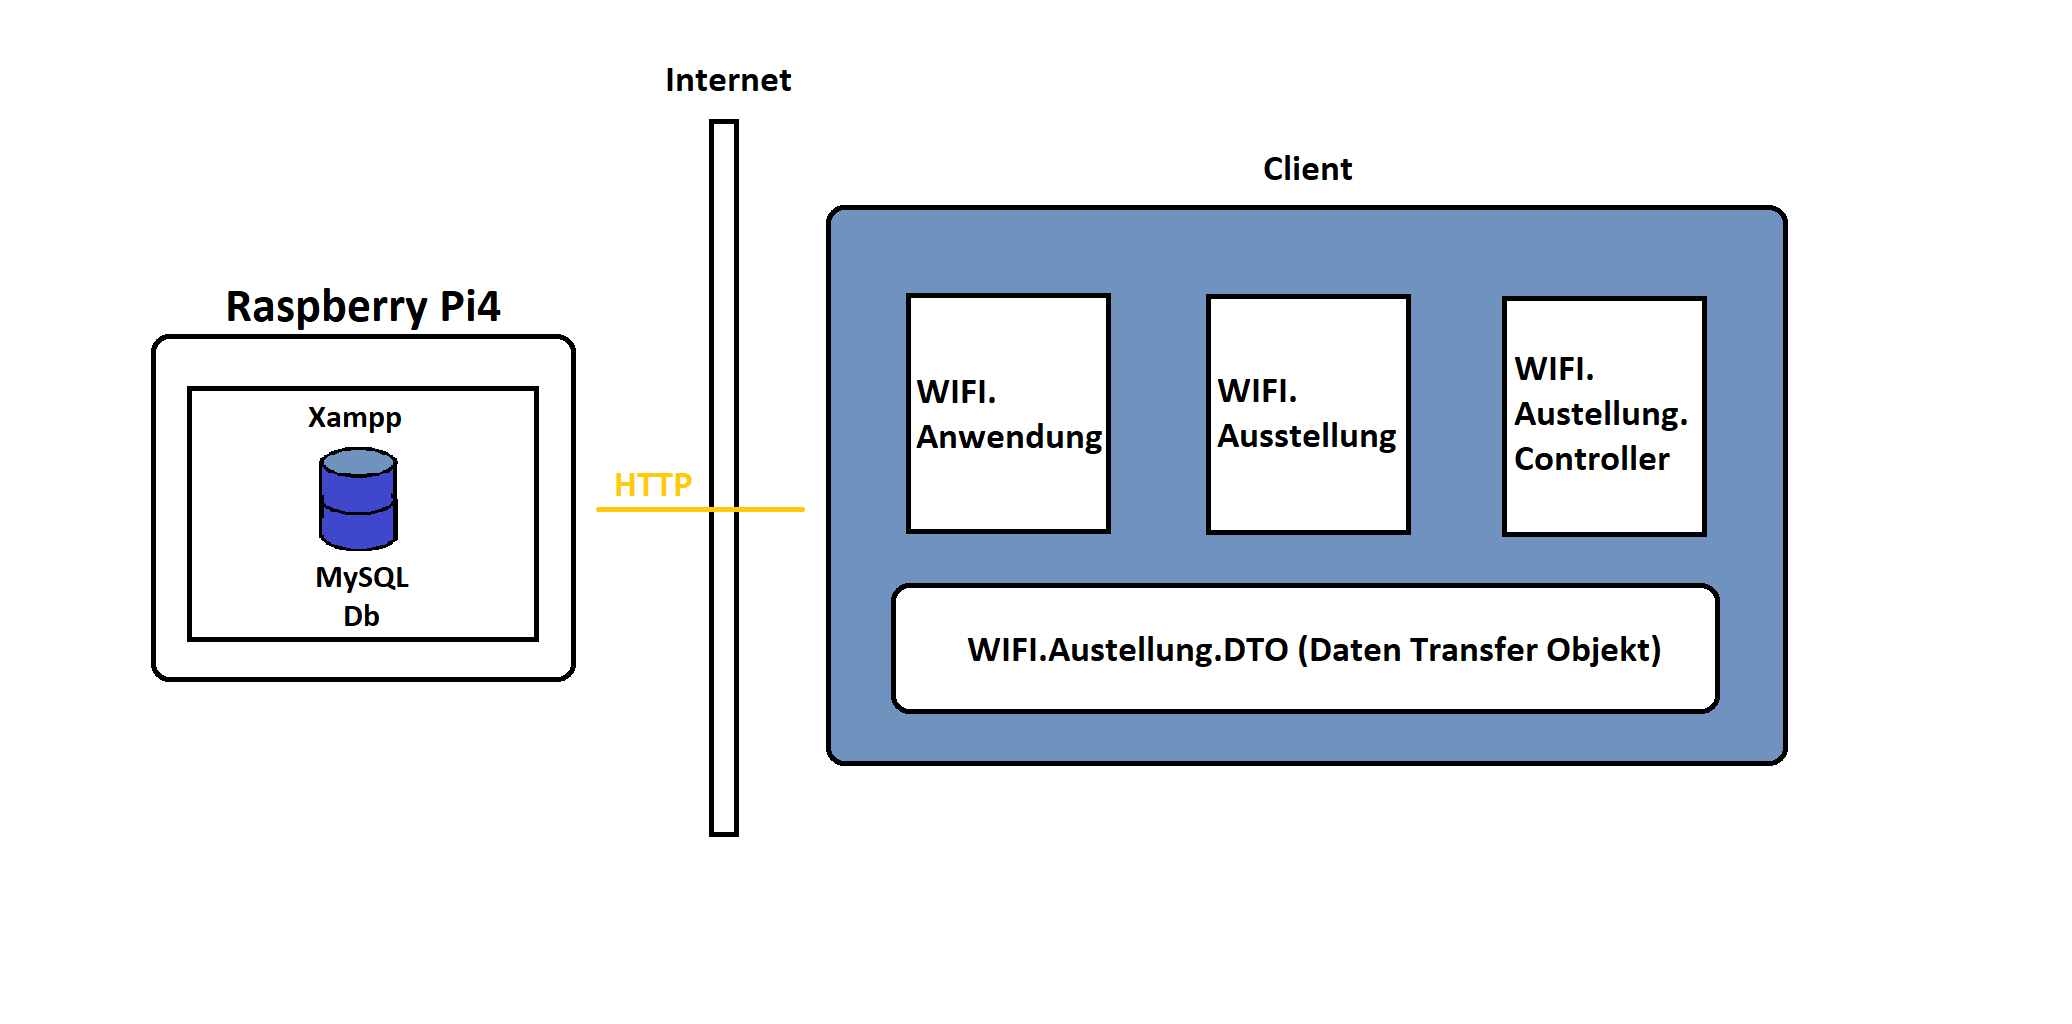 Internet
Client
Raspberry Pi4
Xampp
MySQL
Db
HTTP
WIFI.
Anwendung
WIFI.
Ausstellung
WIFI.
Austellung.
Controller
WIFI.Austellung.DTO (Daten Transfer Objekt)